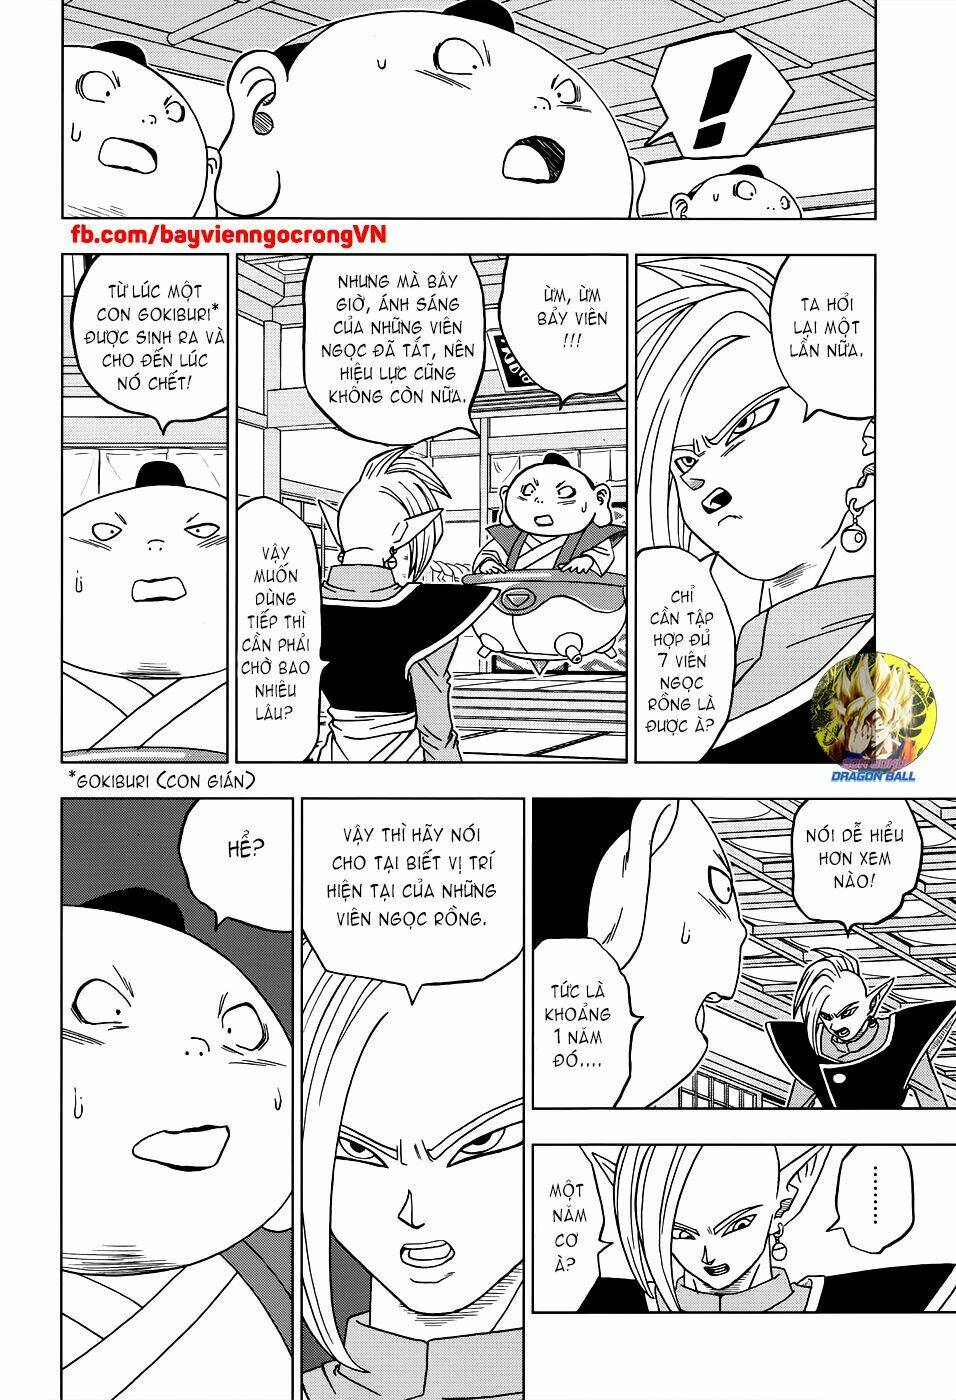 !
fb.com/bayvienngocrongVN
TA HỎI
LẠI MỘT
LẦN NỮA.
CHỈ
CẦN TẬP
HỢP ĐỦ
7 VIÊN
NGỌC
RỒNG LÀ
ĐƯỢC À?
ỪM, ỪM
BẢY VIÊN
!!!
NHƯNG MÀ BÂY
GIỜ, ÁNH SÁNG
CỦA NHỮNG VIÊN
NGỌC ĐÃ TẮT, NÊN
HIỆU LỰC CŨNG
KHÔNG CÒN NỮA.
VẬY
MUỐN
DÙNG
TIẾP THÌ
CẦN PHẢI
CHỜ BAO
NHIÊU
LÂU?
TỪ LÚC MỘT
CON GOKIBURI*
ĐƯỢC SINH RA VÀ
CHO ĐẾN LÚC
NÓ CHẾT!
*GOKIBURI (CON GIÁN)
SON GOKU
DRAGON BALL
NÓI DỄ HIỂU
HƠN XEM
NÀO!
TỨC LÀ
KHOẢNG
1 NĂM
ĐÓ....
......
MỘT
NĂM
CƠ
À?
VẬY THÌ HÃY NÓI
CHO TẠI BIẾT VỊ TRÍ
HIỆN TẠI CỦA NHỮNG
VIÊN NGỌC RỒNG.
HỂ?